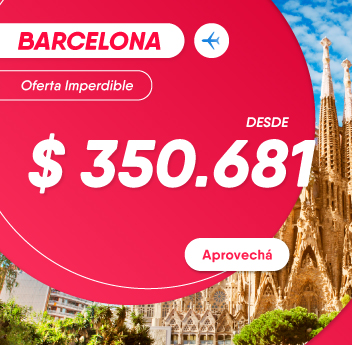 BARCELONA
Oferta Imperdible
DESDE
$ 350.681
Aprovechá